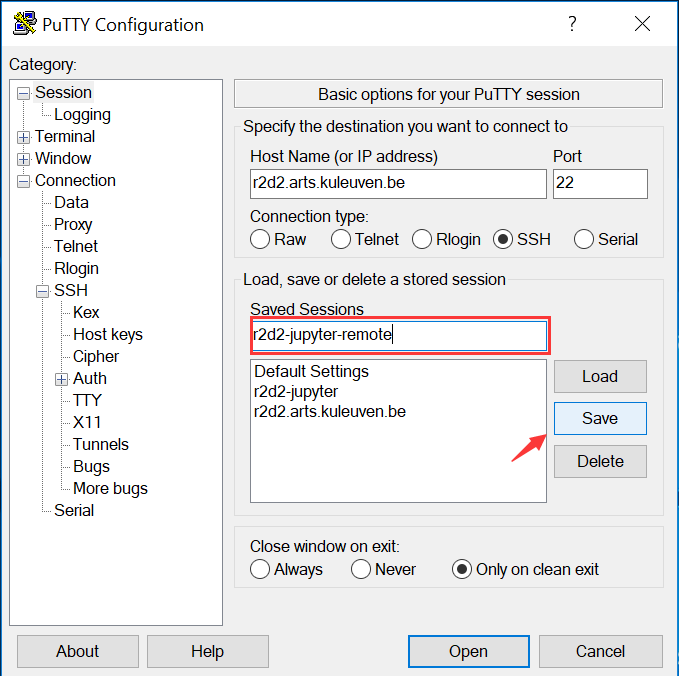 PuTTY Configuration
?
Category:
Session
Logging
Terminal
Window
Connection
Data
Proxy
Telnet
Rlogin
SSH
Kex
Host keys
Cipher
Auth
TTY
X11
Tunnels
Bugs
More bugs
Serial
Basic options for your PuTTY session
Specify the destination you want to connect to
Host Name (or IP address) Port
r2d2.arts.kuleuven.be 22
Connection type:
Raw Telnet Rlogin SSH Serial
Load, save or delete a stored session
Saved Sessions
r2d2-jupyter-remote
Default Settings
r2d2-jupyter
r2d2.arts.kuleuven.be
Load
Save
Delete
Close window on exit:
Always Never Only on clean exit
About Help Open Cancel